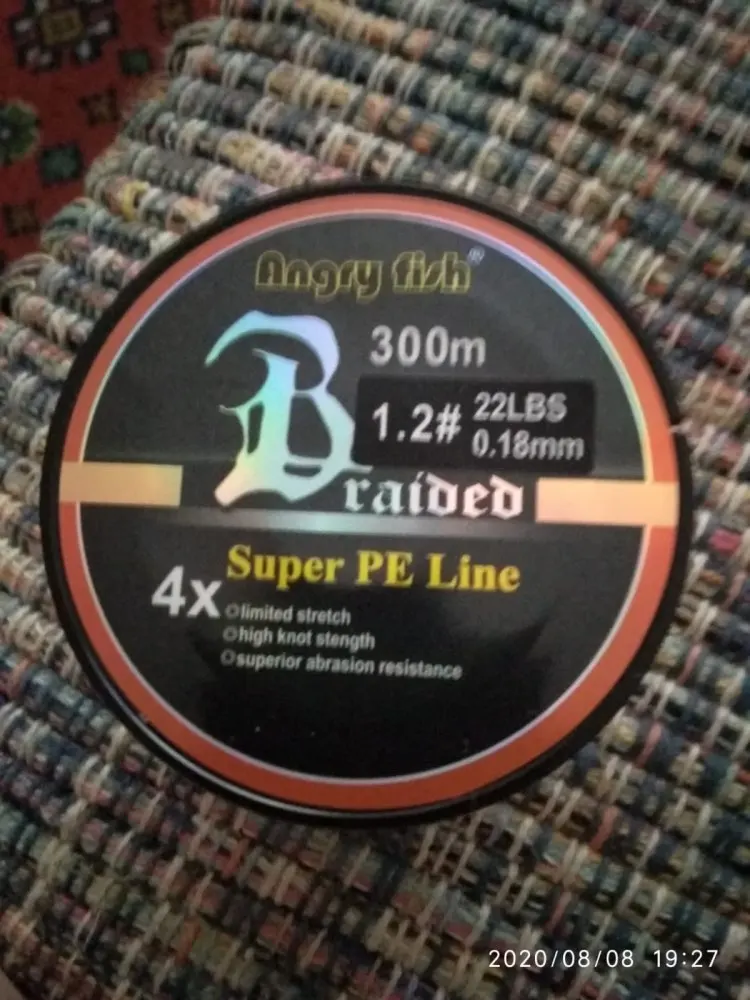 Angry fish®
300m
1.2# 22LBS
0.18mm
Braided
Super PE Line
4x
limited stretch
high knot stength
superior abrasion resistance
2020/08/08 19:27